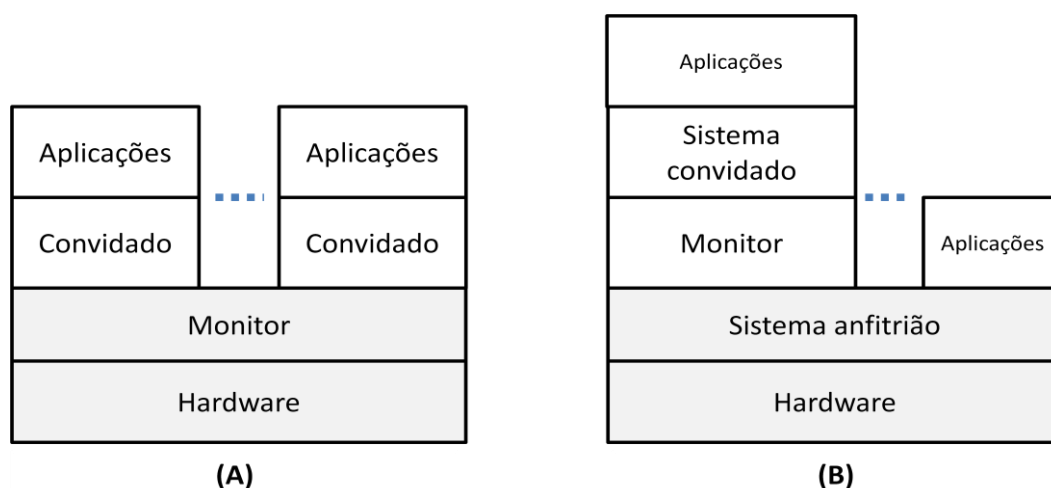 Aplicações
Convidado
Aplicações
Convidado
Monitor
Hardware
(A)
Aplicações
Sistema
convidado
Monitor
Aplicações
Sistema anfitrião
Hardware
(B)